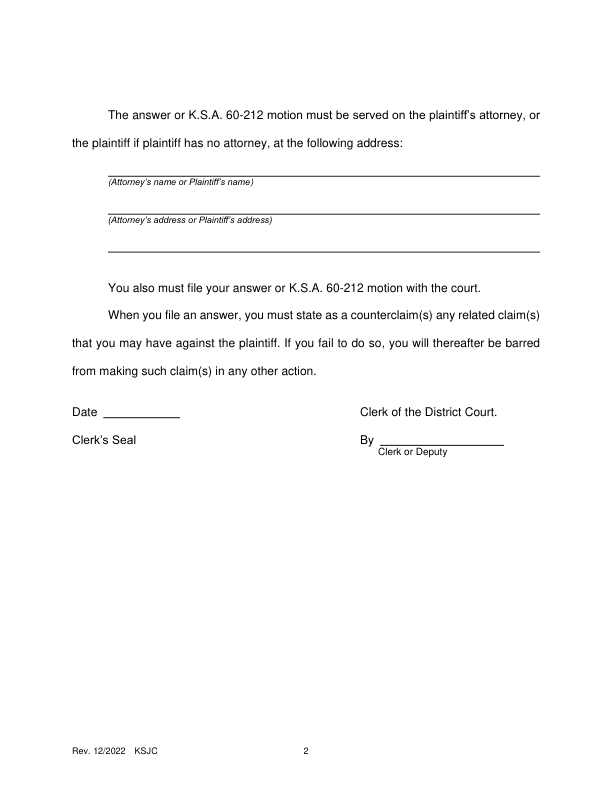 The answer or K.S.A. 60-212 motion must be served on the plaintiff's attorney, or
the plaintiff if plaintiff has no attorney, at the following address:
(Attorney's name or Plaintiff's name)
(Attorney's address or Plaintiff's address)
You also must file your answer or K.S.A. 60-212 motion with the court.
When you file an answer, you must state as a counterclaim(s) any related claim(s)
that you may have against the plaintiff. If you fail to do so, you will thereafter be barred
from making such claim(s) in any other action.
Date ____________ Clerk of the District Court.
Clerk's Seal By ____________________
Clerk or Deputy
Rev. 12/2022 KSJC 2